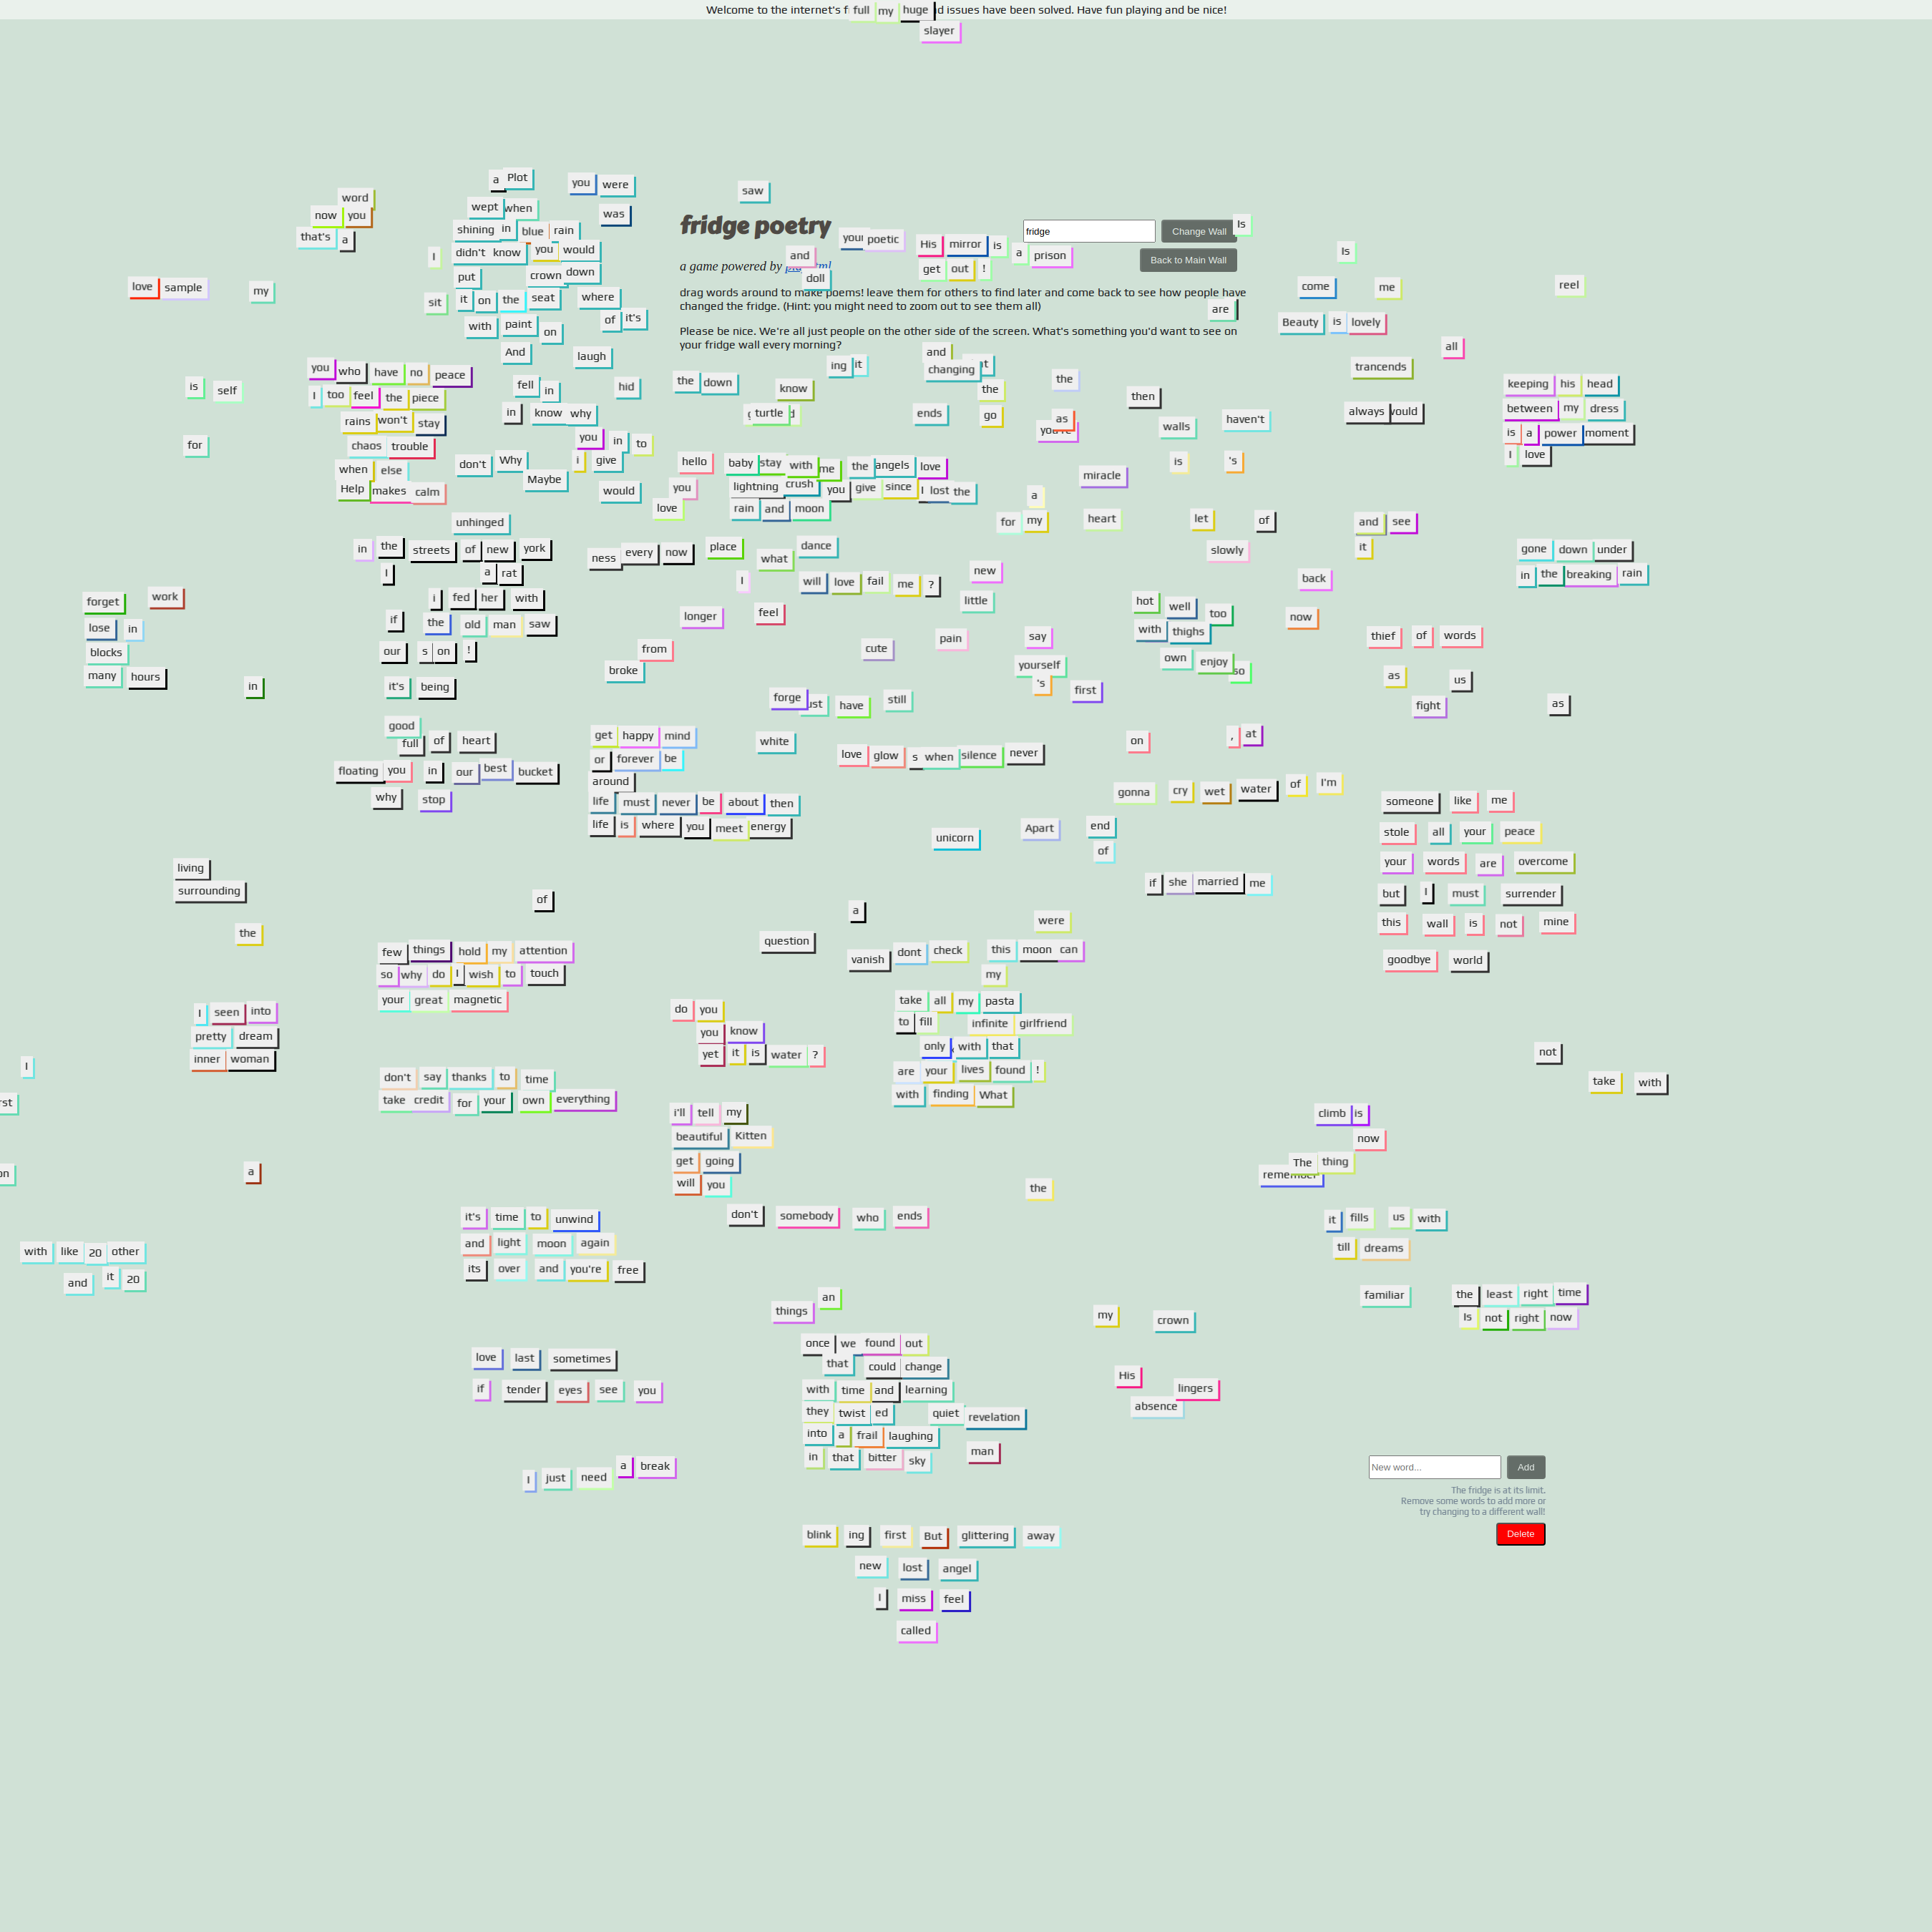 Welcome to the internet's f
d issues have been solved. Have fun playing and be nice!
full my huge
slayer
a Plot
you were
saw
word
now you
that's a
wept when
was
shining in blue rain
I didn't know you would
put crown down
sit it on the seat where
with paint on of it's
And laugh
fridge poetry
fridge
Change Wall
Is
Back to Main Wall
a game powered by
and
doll
your poetic
His mirror is a prison
get out !
drag words around to make poems! leave them for others to find later and come back to see how people have
changed the fridge. (Hint: you might need to zoom out to see them all)
Please be nice. We're all just people on the other side of the screen. What's something you'd want to see on
your fridge wall every morning?
are
Is
come me
reel
Beauty is lovely
all
trancends
love sample my
is self
for
you who have no peace
I too feel the piece
rains won't stay
chaos trouble
when else
Help makes calm
fell in hid
in know why
you in to
don't Why i give
Maybe would
unhinged
the down
know
turtle
ing it
and
changing
the
the
ends go
as
then
walls haven't
always would
keeping his head
between my dress
is a power moment
I love
hello
you
love
baby stay with me the angels love
lightning crush you give since I lost the
rain and moon
miracle
is 's
a
for my heart let of
and see
it
slowly
gone down under
in the breaking rain
in the streets of new york
I a rat
i fed her with
if the old man saw
our s on !
it's being
ness every now place
what dance
I will love fail me ?
new
little
back
longer feel
forget work
lose in
blocks
many hours
in
from
broke
cute pain say
yourself
's first
hot well too now
with thighs
own enjoy so
thief of words
as us
fight as
forge
have still
good
full of heart
floating you in our best bucket
why stop
get happy mind
or forever be
around
life must never be about then
life is where you meet energy
white
love glow s when silence never
on , at
gonna cry wet water of I'm
unicorn Apart end
of
someone like me
stole all your peace
your words are overcome
but I must surrender
this wall is not mine
goodbye world
if she married me
living
surrounding
the
of
a
question
were
vanish dont check this moon can
my
few things hold my attention
so why do I wish to touch
your great magnetic
take all my pasta
to fill infinite girlfriend
only with that
are your lives found !
with finding What
I seen into
pretty dream
inner woman
do you
you know
yet it is water ?
I
rst
on
a
don't say thanks to time
take credit for your own everything
not
take with
i'll tell my
beautiful Kitten
get going
will you
climb is
now
The thing
remember
the
don't somebody who ends
it's time to unwind
and light moon again
its over and you're free
it fills us with
till dreams
with like 20 other
and it 20
an
things
my crown
familiar
the least right time
Is not right now
once we found out
that could change
with time and learning
they twist ed quiet revelation
into a frail laughing man
in that bitter sky
love last sometimes
if tender eyes see you
His
lingers
absence
I just need a break
New word...
Add
The fridge is at its limit.
Remove some words to add more or
try changing to a different wall!
Delete
blink ing first But glittering away
new lost angel
I miss feel
called